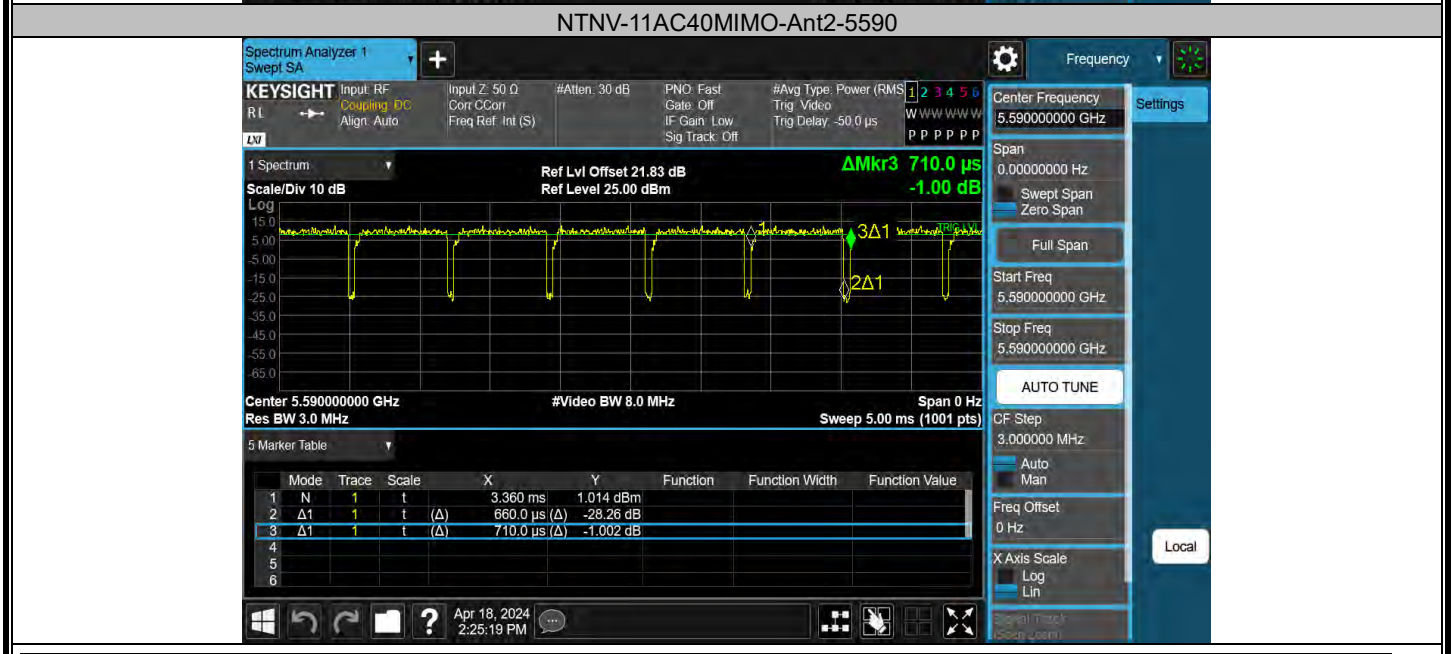 NTNV-11AC40MIMO-Ant2-5590
Spectrum Analyzer 1
Swept SA
+
Frequency
KEYSIGHT
RL
LXI
Input: RF
Coupling: DC
Align: Auto
Input Z: 50 Ω
Corr CCorr
Freq Ref: Int (S)
#Atten: 30 dB
PNO: Fast
Gate: Off
IF Gain: Low
Sig Track: Off
#Avg Type: Power (RMS
Trig: Video
Trig Delay: -50.0 µs
1 2 3 4 5 6
W W W W W W
P P P P P P
Center Frequency
5.590000000 GHz
Settings
1 Spectrum
Scale/Div 10 dB
Ref Lvl Offset 21.83 dB
Ref Level 25.00 dBm
ΔMkr3 710.0 µs
-1.00 dB
Span
0.00000000 Hz
Swept Span
Zero Span
Full Span
Start Freq
5.590000000 GHz
Stop Freq
5.590000000 GHz
AUTO TUNE
Log
15.0
5.00
-5.00
-15.0
-25.0
-35.0
-45.0
-55.0
-65.0
1
3Δ1
2Δ1
TRIG LVL
Center 5.590000000 GHz
Res BW 3.0 MHz
#Video BW 8.0 MHz
Span 0 Hz
Sweep 5.00 ms (1001 pts)
CF Step
3.000000 MHz
Auto
Man
Freq Offset
0 Hz
X Axis Scale
Log
Lin
Signal Track
(Span Zoom)
Local
5 Marker Table
Mode Trace Scale X Y Function Function Width Function Value
1 N 1 t 3.360 ms 1.014 dBm
2 Δ1 1 t (Δ) 660.0 µs (Δ) -28.26 dB
3 Δ1 1 t (Δ) 710.0 µs (Δ) -1.002 dB
4
5
6
?
Apr 18, 2024
2:25:19 PM